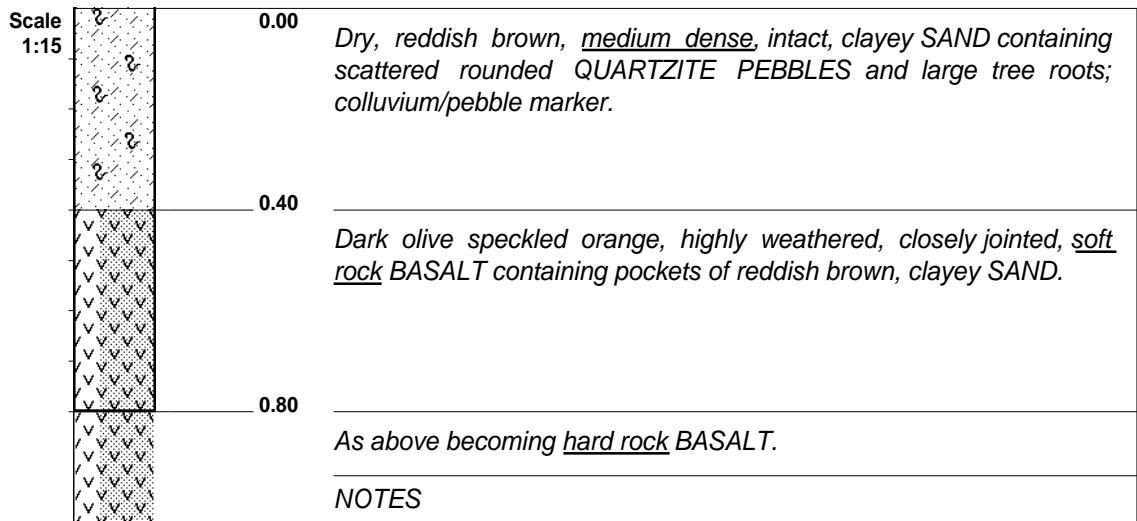 Scale
1:15
0.00
Dry, reddish brown, medium dense, intact, clayey SAND containing
scattered rounded QUARTZITE PEBBLES and large tree roots;
colluvium/pebble marker.
0.40
Dark olive speckled orange, highly weathered, closely jointed, soft
rock BASALT containing pockets of reddish brown, clayey SAND.
0.80
As above becoming hard rock BASALT.
NOTES